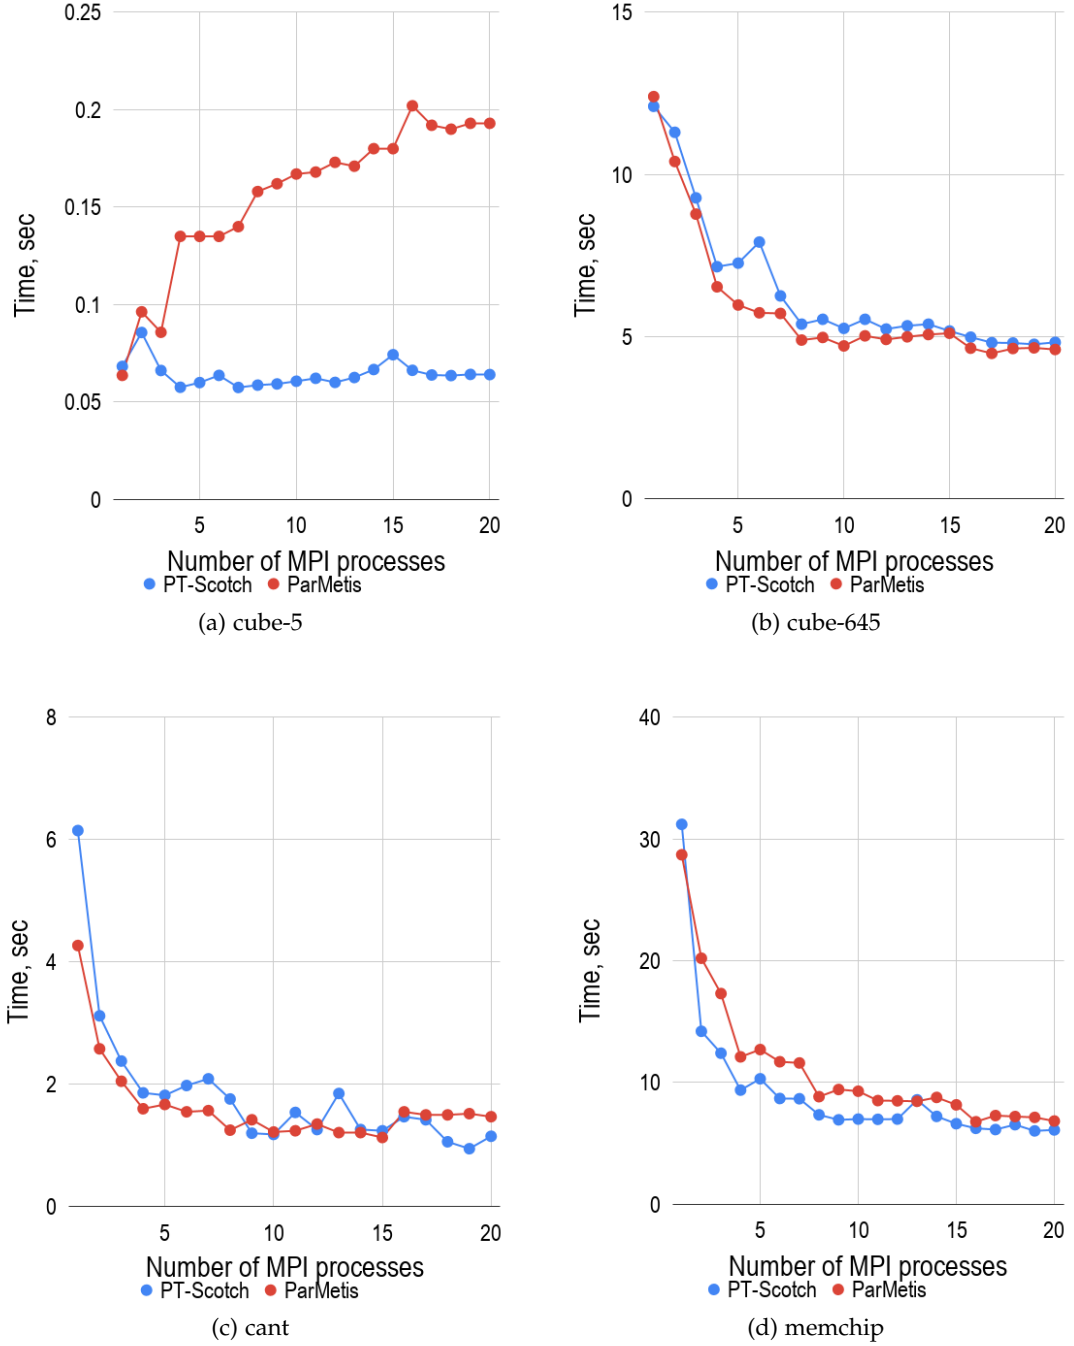 0.25
0.2
0.15
0.1
0.05
0
Time, sec
5 10 15 20
Number of MPI processes
PT-Scotch ParMetis
(a) cube-5
15
10
5
0
Time, sec
5 10 15 20
Number of MPI processes
PT-Scotch ParMetis
(b) cube-645
8
6
4
2
0
Time, sec
5 10 15 20
Number of MPI processes
PT-Scotch ParMetis
(c) cant
40
30
20
10
0
Time, sec
5 10 15 20
Number of MPI processes
PT-Scotch ParMetis
(d) memchip